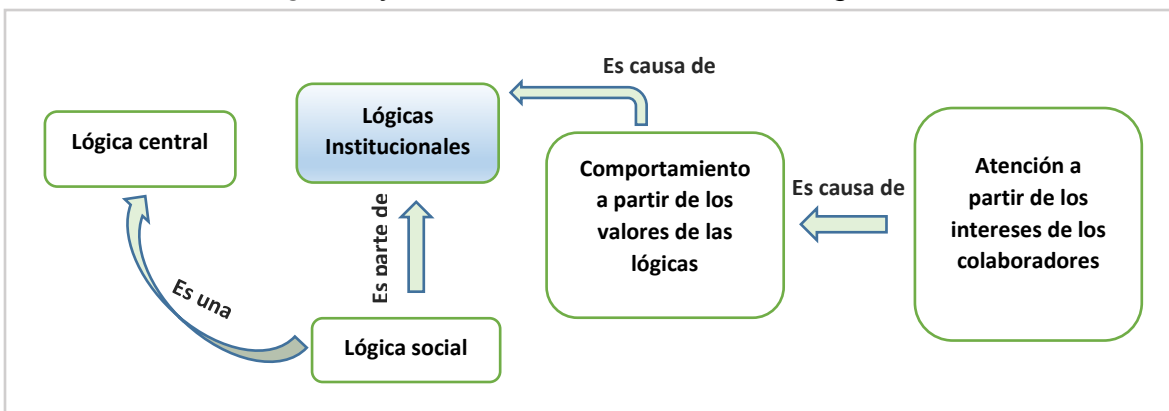 Es causa de
Lógicas
Institucionales
Lógica central
Comportamiento
a partir de los
valores de las
lógicas
Es causa de
Atención a
partir de los
intereses de los
colaboradores
Es parte de
Es una
Lógica social